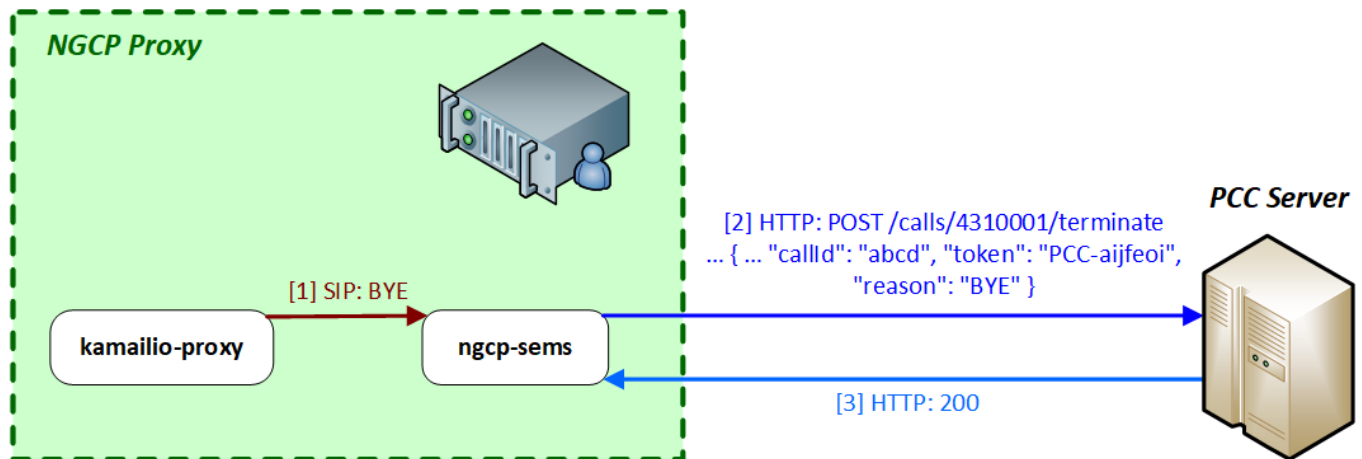 NGCP Proxy
PCC Server
[2] HTTP: POST /calls/4310001/terminate
... { ... "callId": "abcd", "token": "PCC-aijfeoi",
"reason": "BYE" }
[1] SIP: BYE
kamailio-proxy
ngcp-sems
[3] HTTP: 200